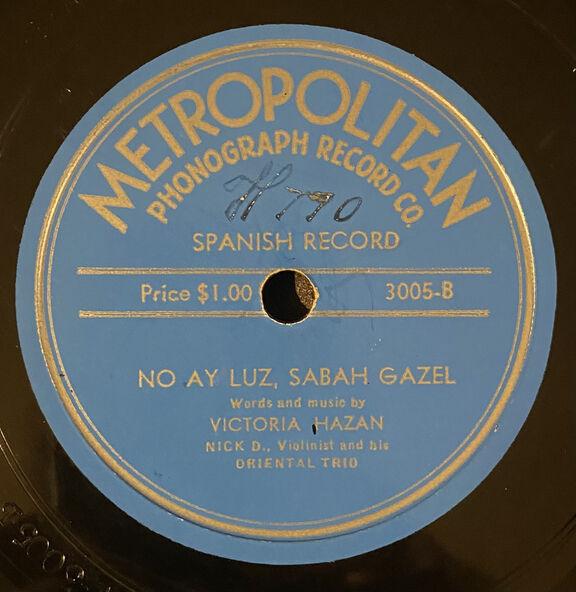 METROPOLITAN
PHONOGRAPH RECORD CO.
H 790
SPANISH RECORD
Price $1.00
3005-B
NO AY LUZ, SABAH GAZEL
Words and music by
VICTORIA HAZAN
NICK D., Violinist and his
ORIENTAL TRIO